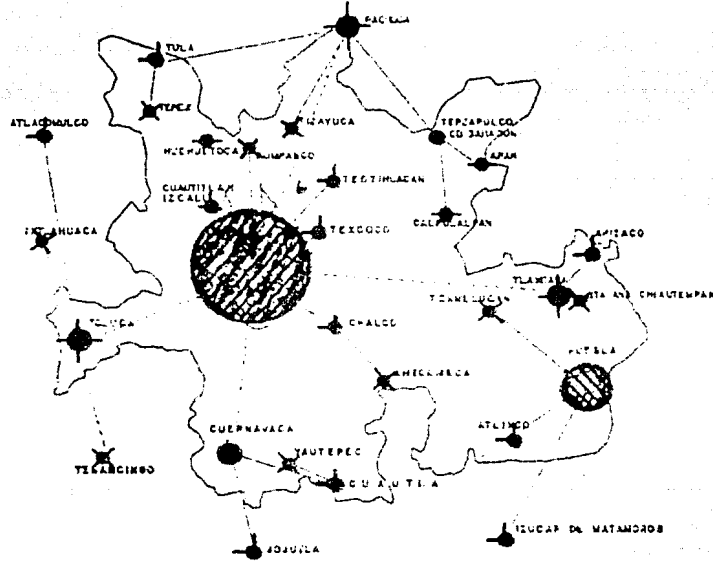 PACHUCA
TULA
TEPEJI
ATLACOMULCO
HUEHUETOCA
ZUMPANGO
TIZAYUCA
TEPEAPULCO
CD SAHAGÚN
APAN
TEOTIHUACAN
CUAUTITLAN
IZCALLI
TEXCOCO
CALPULALPAN
IXTLAHUACA
APIZACO
TLAXCALA
STA ANA CHIAUTEMPAN
TOLUCA
CHALCO
PUEBLA
AMECAMECA
CUERNAVACA
ATLIXCO
YAUTEPEC
CUAUTLA
TENANCINGO
JOJUTLA
IZUCAR DE MATAMOROS